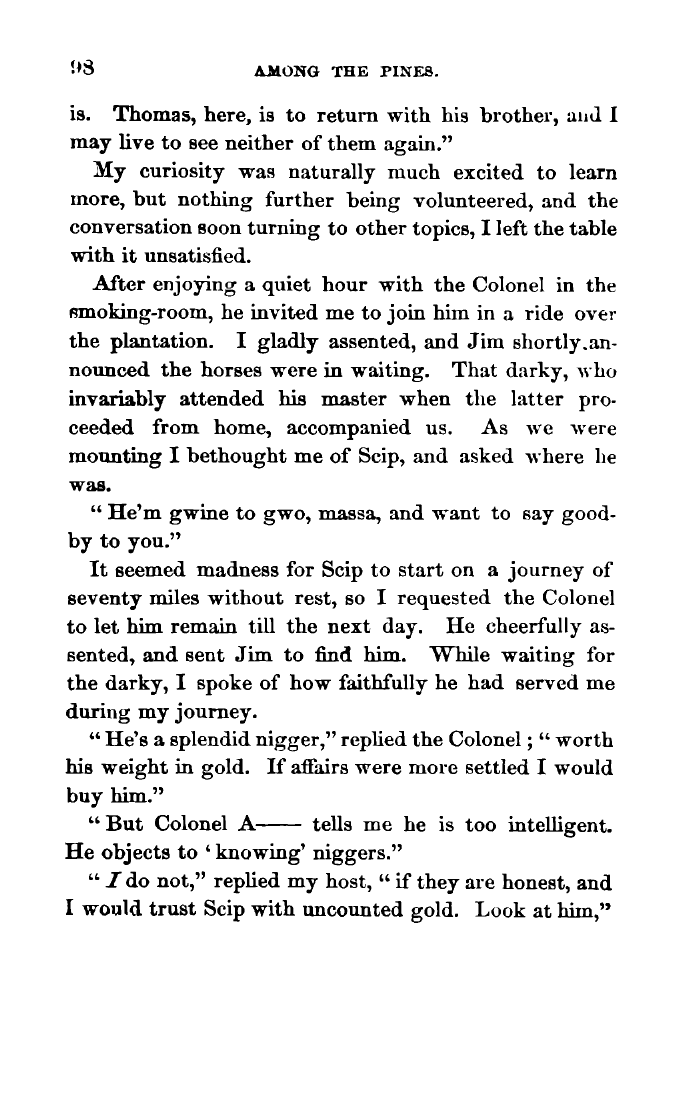 98 AMONG THE PINES.
is. Thomas, here, is to return with his brother, and I
may live to see neither of them again.”
My curiosity was naturally much excited to learn
more, but nothing further being volunteered, and the
conversation soon turning to other topics, I left the table
with it unsatisfied.
After enjoying a quiet hour with the Colonel in the
smoking-room, he invited me to join him in a ride over
the plantation. I gladly assented, and Jim shortly.an-
nounced the horses were in waiting. That darky, who
invariably attended his master when the latter pro-
ceeded from home, accompanied us. As we were
mounting I bethought me of Scip, and asked where he
was.
“He’m gwine to gwo, massa, and want to say good-
by to you.”
It seemed madness for Scip to start on a journey of
seventy miles without rest, so I requested the Colonel
to let him remain till the next day. He cheerfully as-
sented, and sent Jim to find him. While waiting for
the darky, I spoke of how faithfully he had served me
during my journey.
“He’s a splendid nigger,” replied the Colonel; “worth
his weight in gold. If affairs were more settled I would
buy him.”
“But Colonel A—— tells me he is too intelligent.
He objects to ‘knowing’ niggers.”
“I do not,” replied my host, “if they are honest, and
I would trust Scip with uncounted gold. Look at him,”